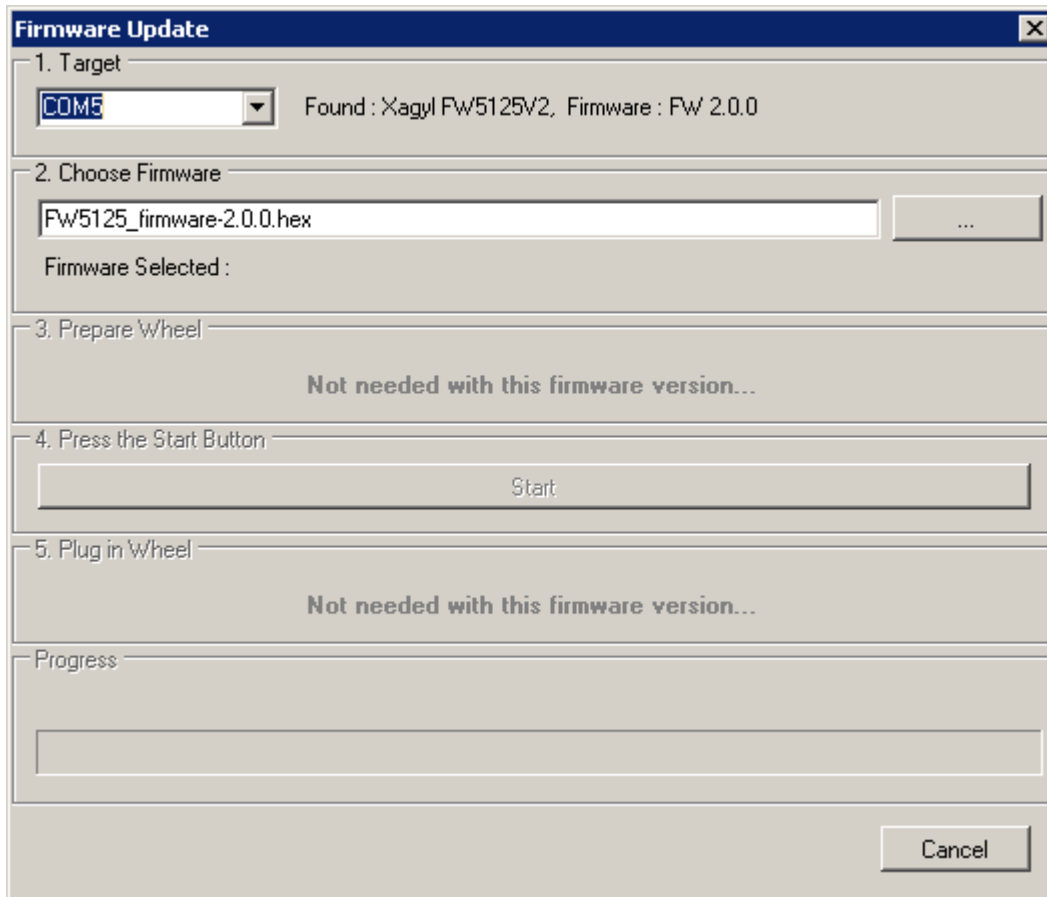 Firmware Update
1. Target
COM5
Found : Xagyl FW5125V2, Firmware : FW 2.0.0
2. Choose Firmware
FW5125_firmware-2.0.0.hex
...
Firmware Selected :
3. Prepare Wheel
Not needed with this firmware version...
4. Press the Start Button
Start
5. Plug in Wheel
Not needed with this firmware version...
Progress
Cancel